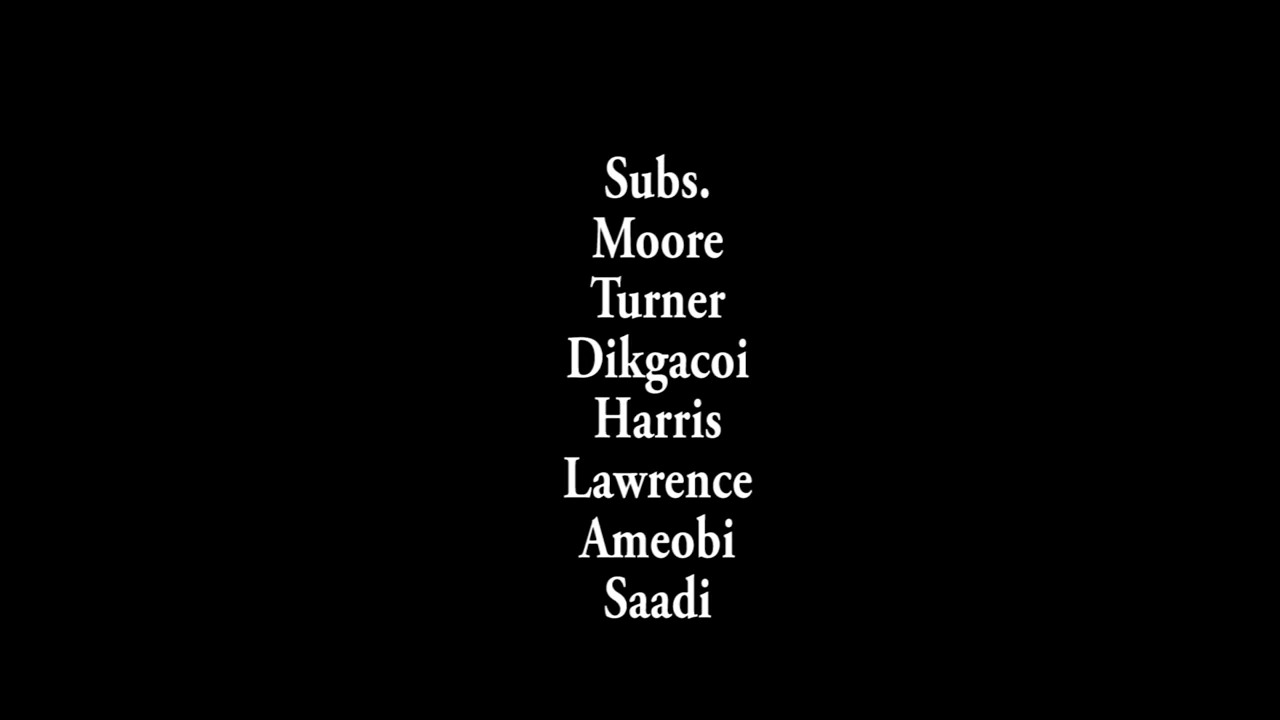 Subs.
Moore
Turner
Dikgacoi
Harris
Lawrence
Ameobi
Saadi